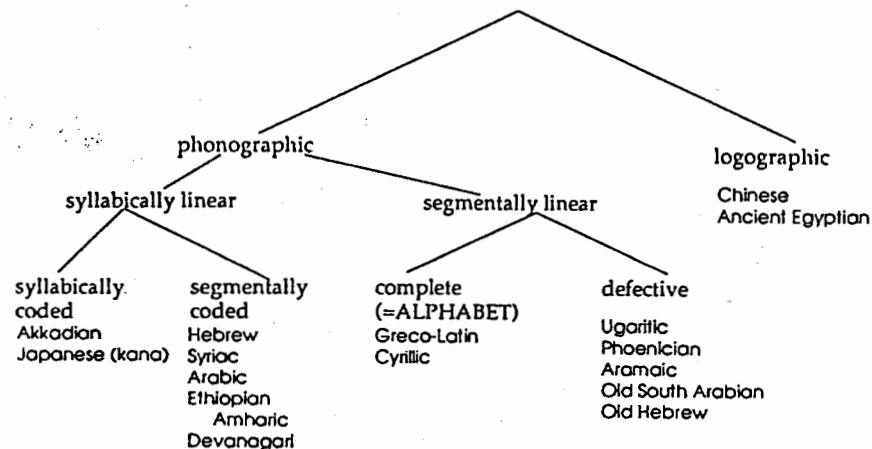 phonographic
logographic
Chinese
Ancient Egyptian
syllabically linear
segmentally linear
syllabically
coded
Akkadian
Japanese (kana)
segmentally
coded
Hebrew
Syriac
Arabic
Ethiopian
Amharic
Devanagari
complete
(=ALPHABET)
Greco-Latin
Cyrillic
defective
Ugaritic
Phoenician
Aramaic
Old South Arabian
Old Hebrew